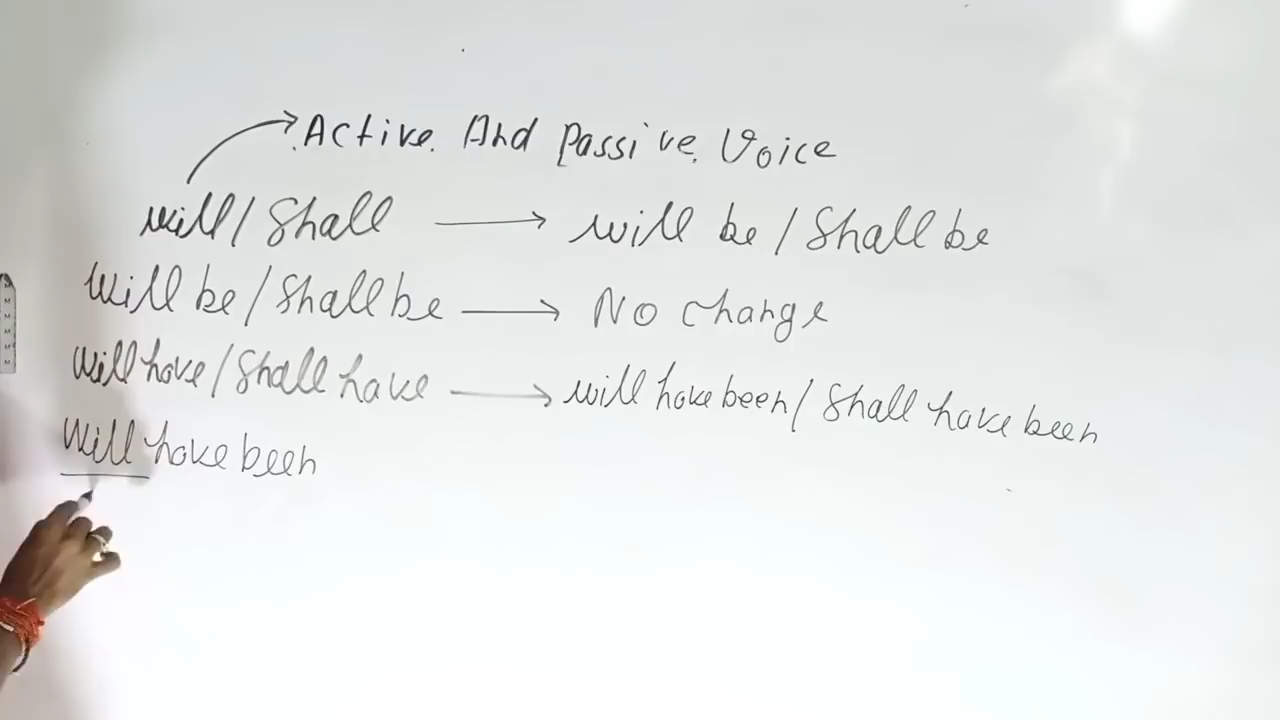 Active And Passive Voice
will/Shall → will be/Shall be
Will be/Shall be → No change
Will have/Shall have → will have been/Shall have been
Will have been